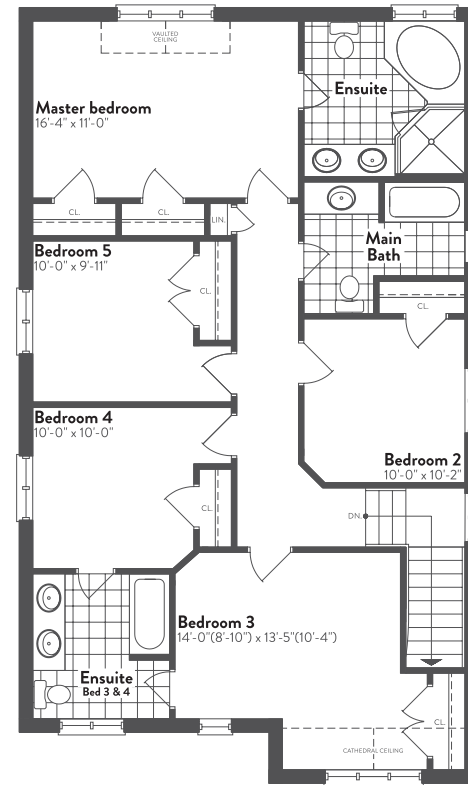 VAULTED
CEILING
Ensuite
Master bedroom
16'-4" x 11'-0"
CL.
CL.
LIN.
Main
Bath
Bedroom 5
10'-0" x 9'-11"
CL.
CL.
Bedroom 4
10'-0" x 10'-0"
Bedroom 2
10'-0" x 10'-2"
CL.
DN.
Bedroom 3
14'-0"(8'-10") x 13'-5"(10'-4")
Ensuite
Bed 3 & 4
CL.
CATHEDRAL CEILING